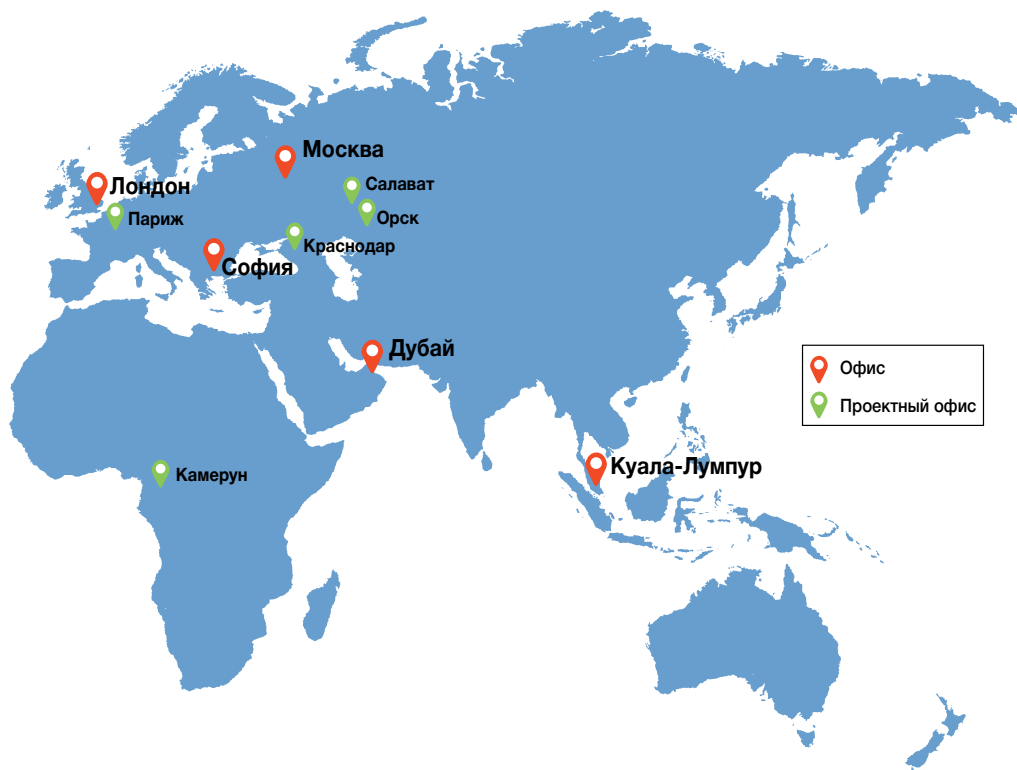 Москва
Лондон
Салават
Париж
Орск
Краснодар
София
Дубай
Офис
Проектный офис
Куала-Лумпур
Камерун